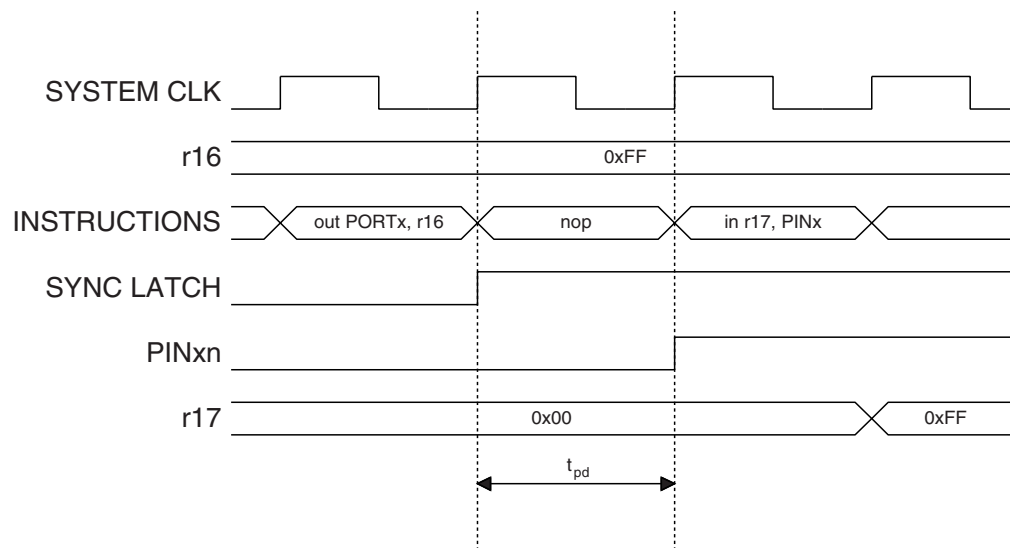 SYSTEM CLK
r16
0xFF
INSTRUCTIONS
out PORTx, r16
nop
in r17, PINx
SYNC LATCH
PINxn
r17
0x00
0xFF
tpd